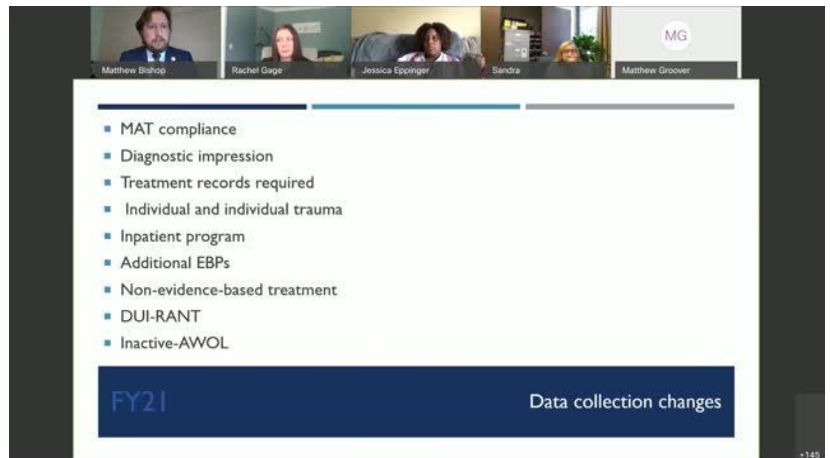 MG
Matthew Bishop
Rachel Gage
Jessica Eppinger
Sandra
Matthew Groover
MAT compliance
Diagnostic impression
Treatment records required
Individual and individual trauma
Inpatient program
Additional EBPs
Non-evidence-based treatment
DUI-RANT
Inactive-AWOL
FY21
Data collection changes
+145